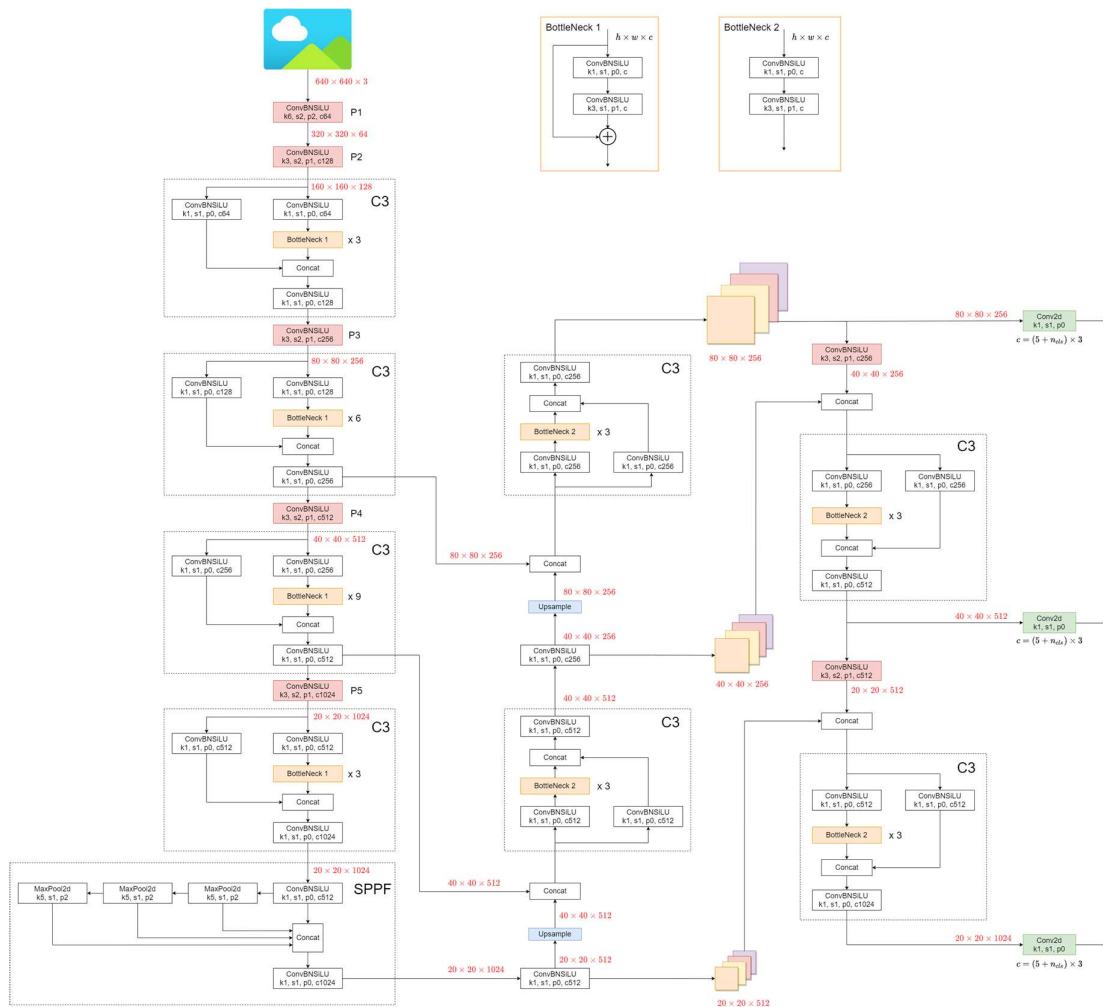 640 × 640 × 3
ConvBNSiLU
k6, s2, p2, c64
P1
320 × 320 × 64
ConvBNSiLU
k3, s2, p1, c128
P2
160 × 160 × 128
C3
ConvBNSiLU
k1, s1, p0, c64
ConvBNSiLU
k1, s1, p0, c64
BottleNeck 1
x 3
Concat
ConvBNSiLU
k1, s1, p0, c128
ConvBNSiLU
k3, s2, p1, c256
P3
80 × 80 × 256
C3
ConvBNSiLU
k1, s1, p0, c128
ConvBNSiLU
k1, s1, p0, c128
BottleNeck 1
x 6
Concat
ConvBNSiLU
k1, s1, p0, c256
ConvBNSiLU
k3, s2, p1, c512
P4
40 × 40 × 512
C3
ConvBNSiLU
k1, s1, p0, c256
ConvBNSiLU
k1, s1, p0, c256
BottleNeck 1
x 9
Concat
ConvBNSiLU
k1, s1, p0, c512
ConvBNSiLU
k3, s2, p1, c1024
P5
20 × 20 × 1024
C3
ConvBNSiLU
k1, s1, p0, c512
ConvBNSiLU
k1, s1, p0, c512
BottleNeck 1
x 3
Concat
ConvBNSiLU
k1, s1, p0, c1024
20 × 20 × 1024
SPPF
MaxPool2d
k5, s1, p2
MaxPool2d
k5, s1, p2
MaxPool2d
k5, s1, p2
ConvBNSiLU
k1, s1, p0, c512
Concat
ConvBNSiLU
k1, s1, p0, c1024
20 × 20 × 1024
BottleNeck 1
h × w × c
ConvBNSiLU
k1, s1, p0, c
ConvBNSiLU
k3, s1, p1, c
BottleNeck 2
h × w × c
ConvBNSiLU
k1, s1, p0, c
ConvBNSiLU
k3, s1, p1, c
80 × 80 × 256
C3
ConvBNSiLU
k1, s1, p0, c256
Concat
BottleNeck 2
x 3
ConvBNSiLU
k1, s1, p0, c256
ConvBNSiLU
k1, s1, p0, c256
80 × 80 × 256
Concat
80 × 80 × 256
Upsample
40 × 40 × 256
ConvBNSiLU
k1, s1, p0, c256
40 × 40 × 256
40 × 40 × 512
C3
ConvBNSiLU
k1, s1, p0, c512
Concat
BottleNeck 2
x 3
ConvBNSiLU
k1, s1, p0, c512
ConvBNSiLU
k1, s1, p0, c512
40 × 40 × 512
Concat
40 × 40 × 512
Upsample
20 × 20 × 512
ConvBNSiLU
k1, s1, p0, c512
20 × 20 × 512
80 × 80 × 256
Conv2d
k1, s1, p0
c = (5 + n_cls) × 3
ConvBNSiLU
k3, s2, p1, c256
40 × 40 × 256
Concat
C3
ConvBNSiLU
k1, s1, p0, c256
ConvBNSiLU
k1, s1, p0, c256
BottleNeck 2
x 3
Concat
ConvBNSiLU
k1, s1, p0, c512
40 × 40 × 512
Conv2d
k1, s1, p0
c = (5 + n_cls) × 3
ConvBNSiLU
k3, s2, p1, c512
20 × 20 × 512
Concat
C3
ConvBNSiLU
k1, s1, p0, c512
ConvBNSiLU
k1, s1, p0, c512
BottleNeck 2
x 3
Concat
ConvBNSiLU
k1, s1, p0, c1024
20 × 20 × 1024
Conv2d
k1, s1, p0
c = (5 + n_cls) × 3